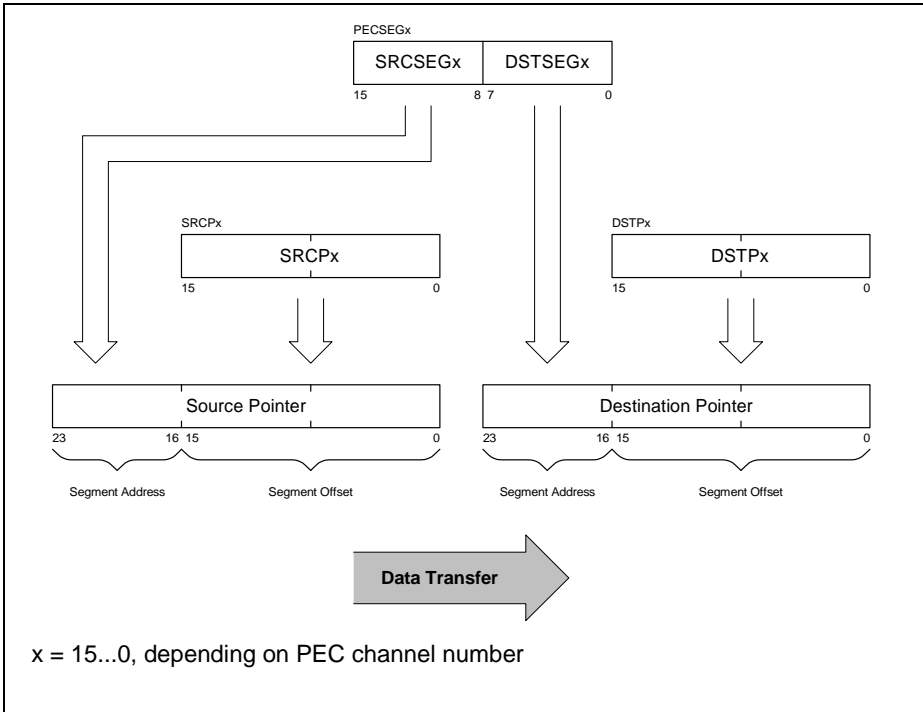 PECSEGx
SRCSEGx DSTSEGx
15 8 7 0
SRCPx DSTPx
SRCPx DSTPx
15 0 15 0
Source Pointer Destination Pointer
23 16 15 0 23 16 15 0
Segment Address Segment Offset Segment Address Segment Offset
Data Transfer
x = 15...0, depending on PEC channel number